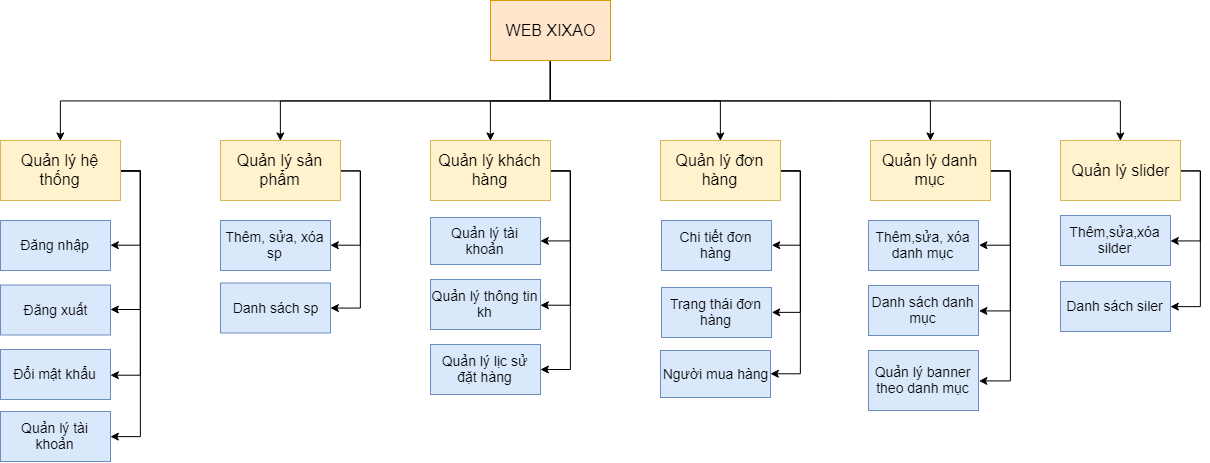 WEB XIXAO
Quản lý hệ
thống
Quản lý sản
phẩm
Quản lý khách
hàng
Quản lý đơn
hàng
Quản lý danh
mục
Quản lý slider
Đăng nhập
Đăng xuất
Đổi mật khẩu
Quản lý tài
khoản
Thêm, sửa, xóa
sp
Danh sách sp
Quản lý tài
khoản
Quản lý thông tin
kh
Quản lý lịc sử
đặt hàng
Chi tiết đơn
hàng
Trạng thái đơn
hàng
Người mua hàng
Thêm,sửa, xóa
danh mục
Danh sách danh
mục
Quản lý banner
theo danh mục
Thêm,sửa,xóa
silder
Danh sách siler